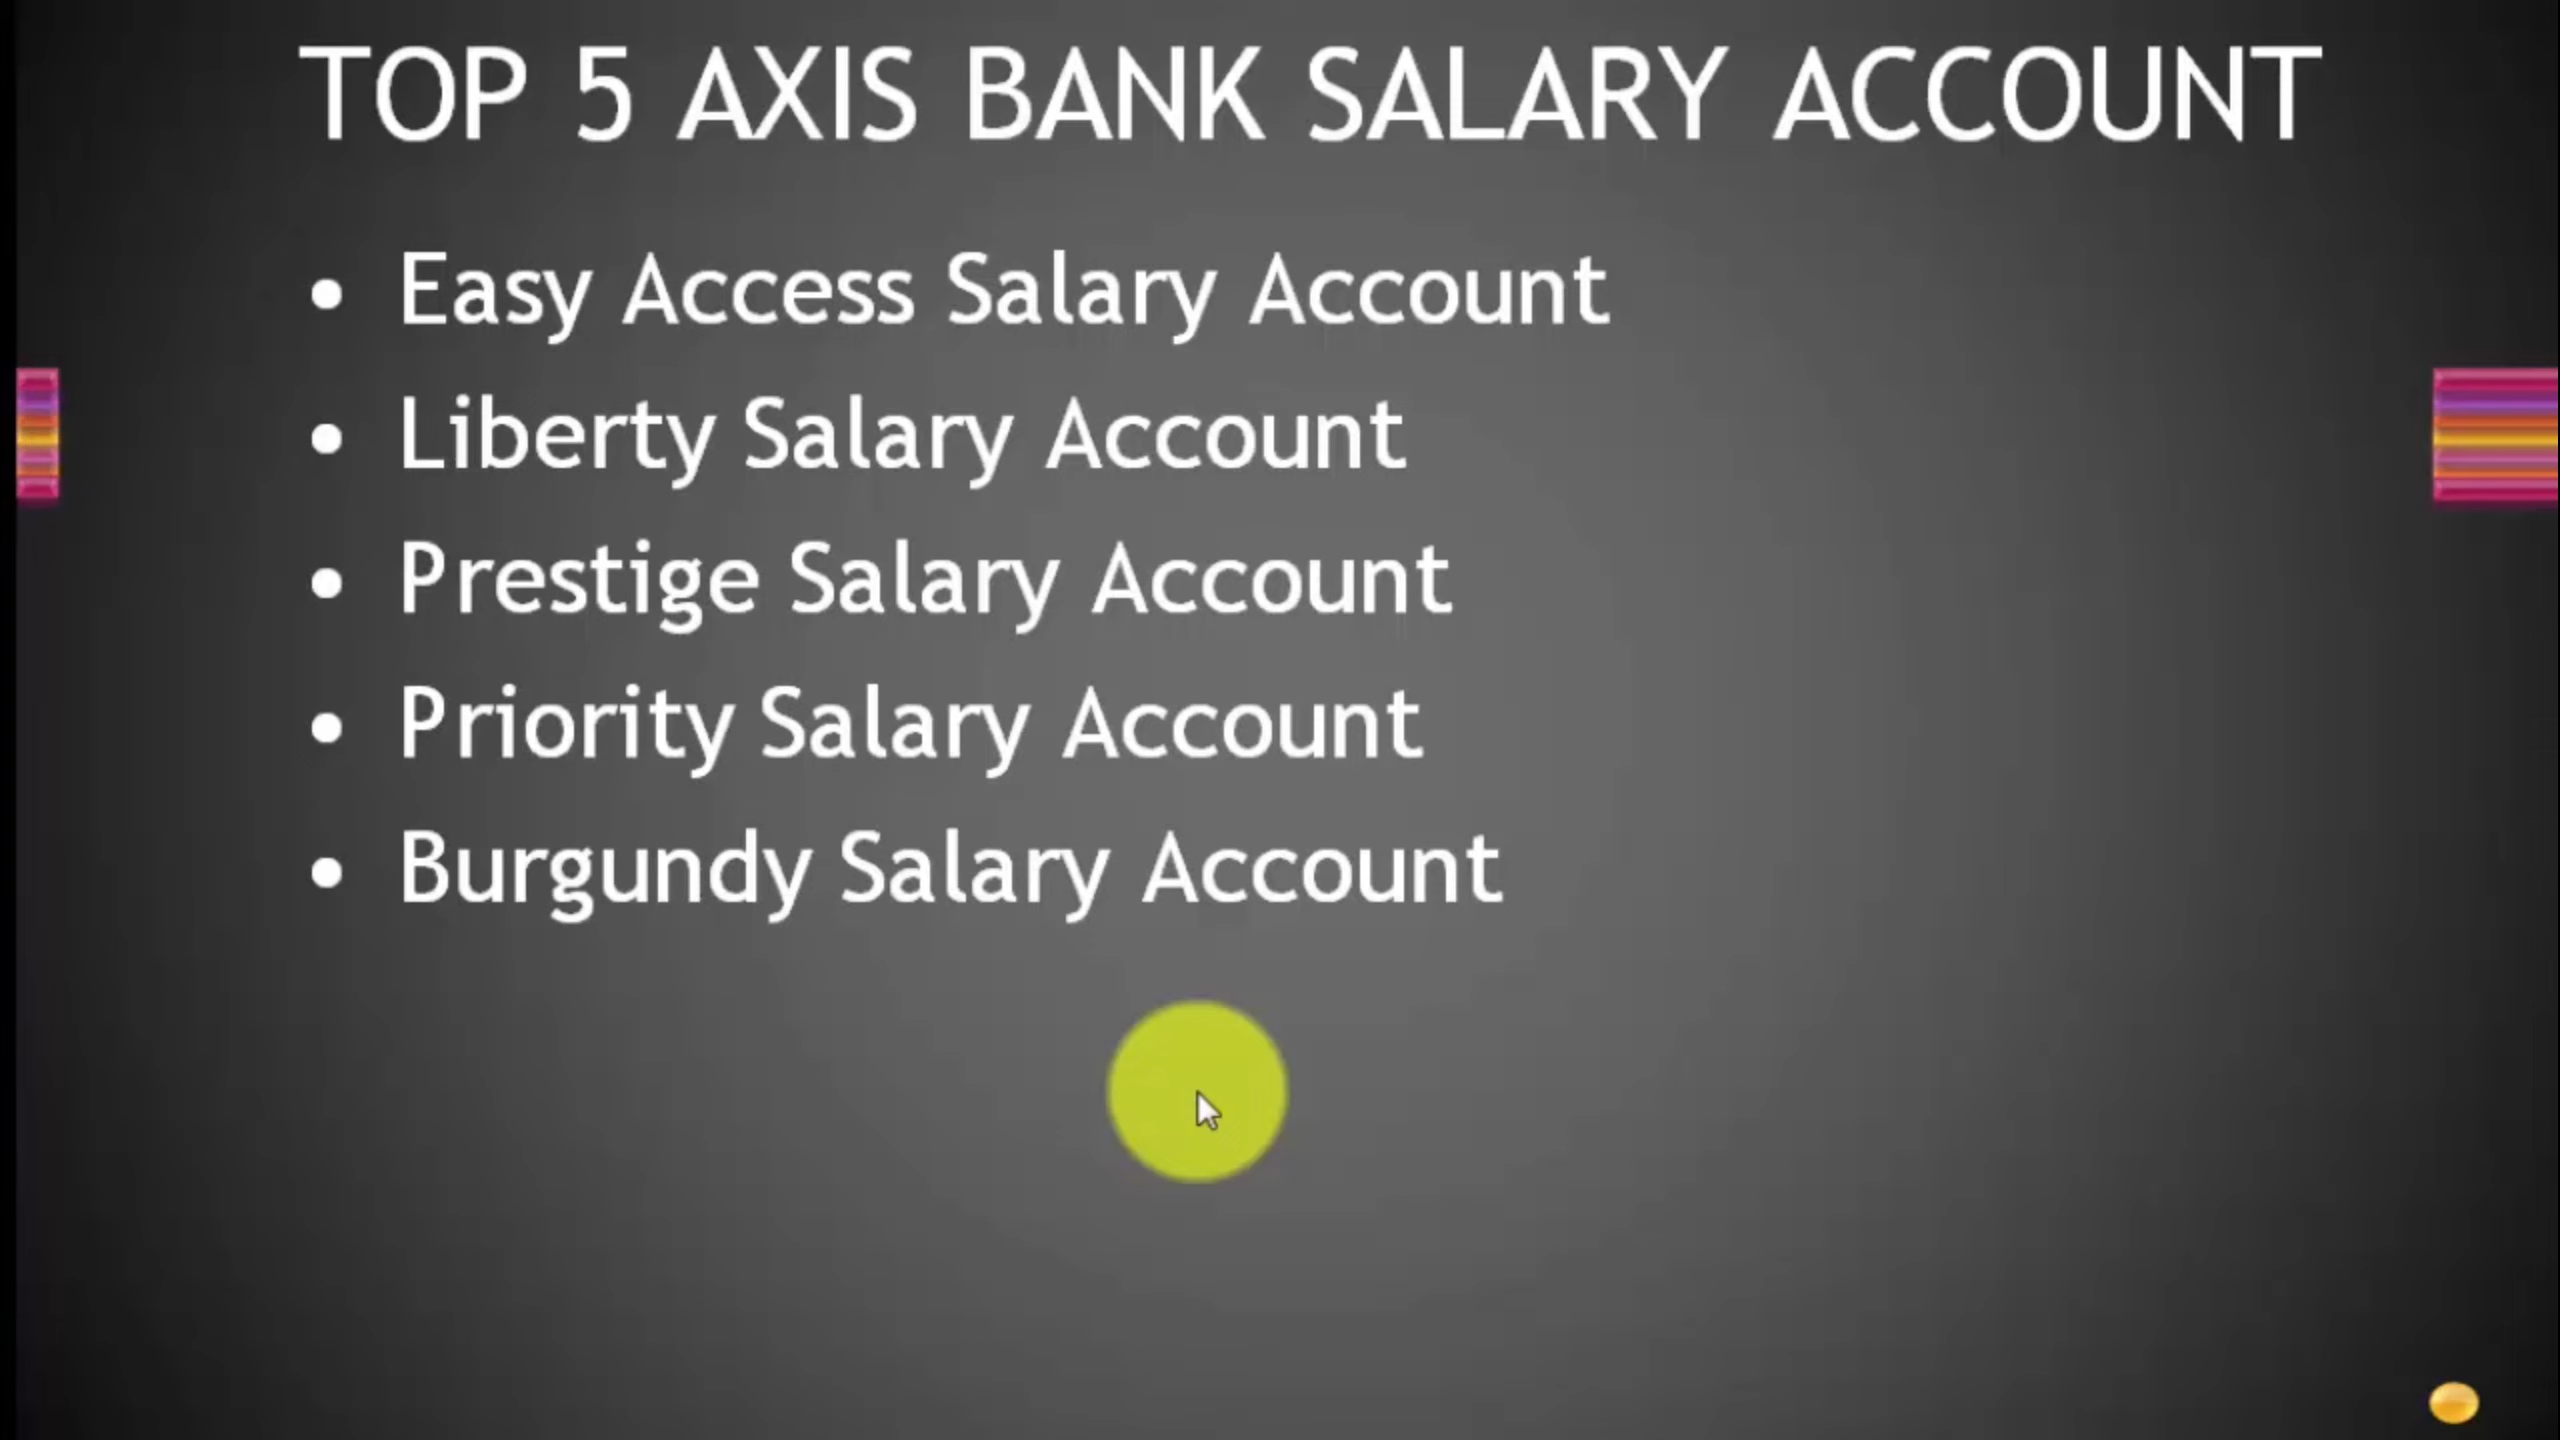 TOP 5 AXIS BANK SALARY ACCOUNT
• Easy Access Salary Account
• Liberty Salary Account
• Prestige Salary Account
• Priority Salary Account
• Burgundy Salary Account